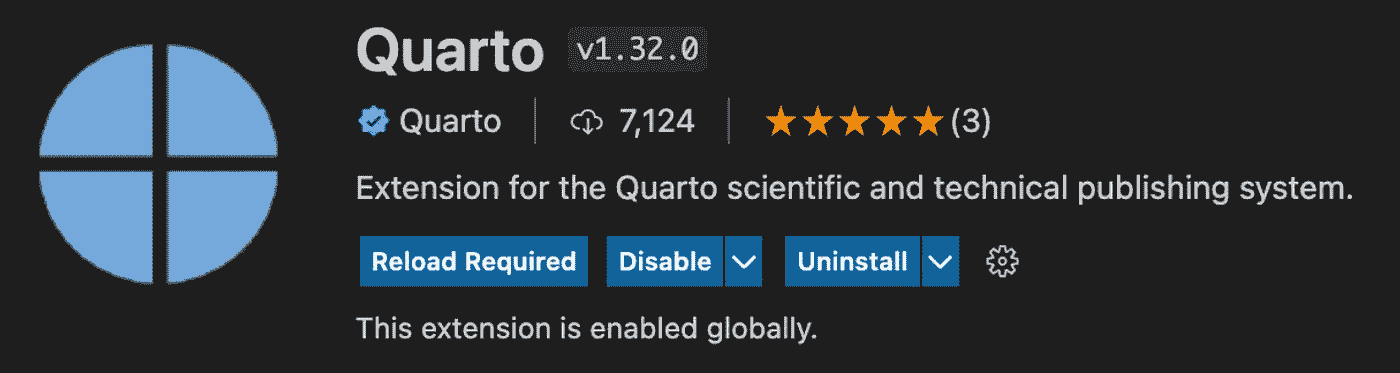 Quarto v1.32.0
Quarto 7,124 (3)
Extension for the Quarto scientific and technical publishing system.
Reload Required Disable Uninstall
This extension is enabled globally.